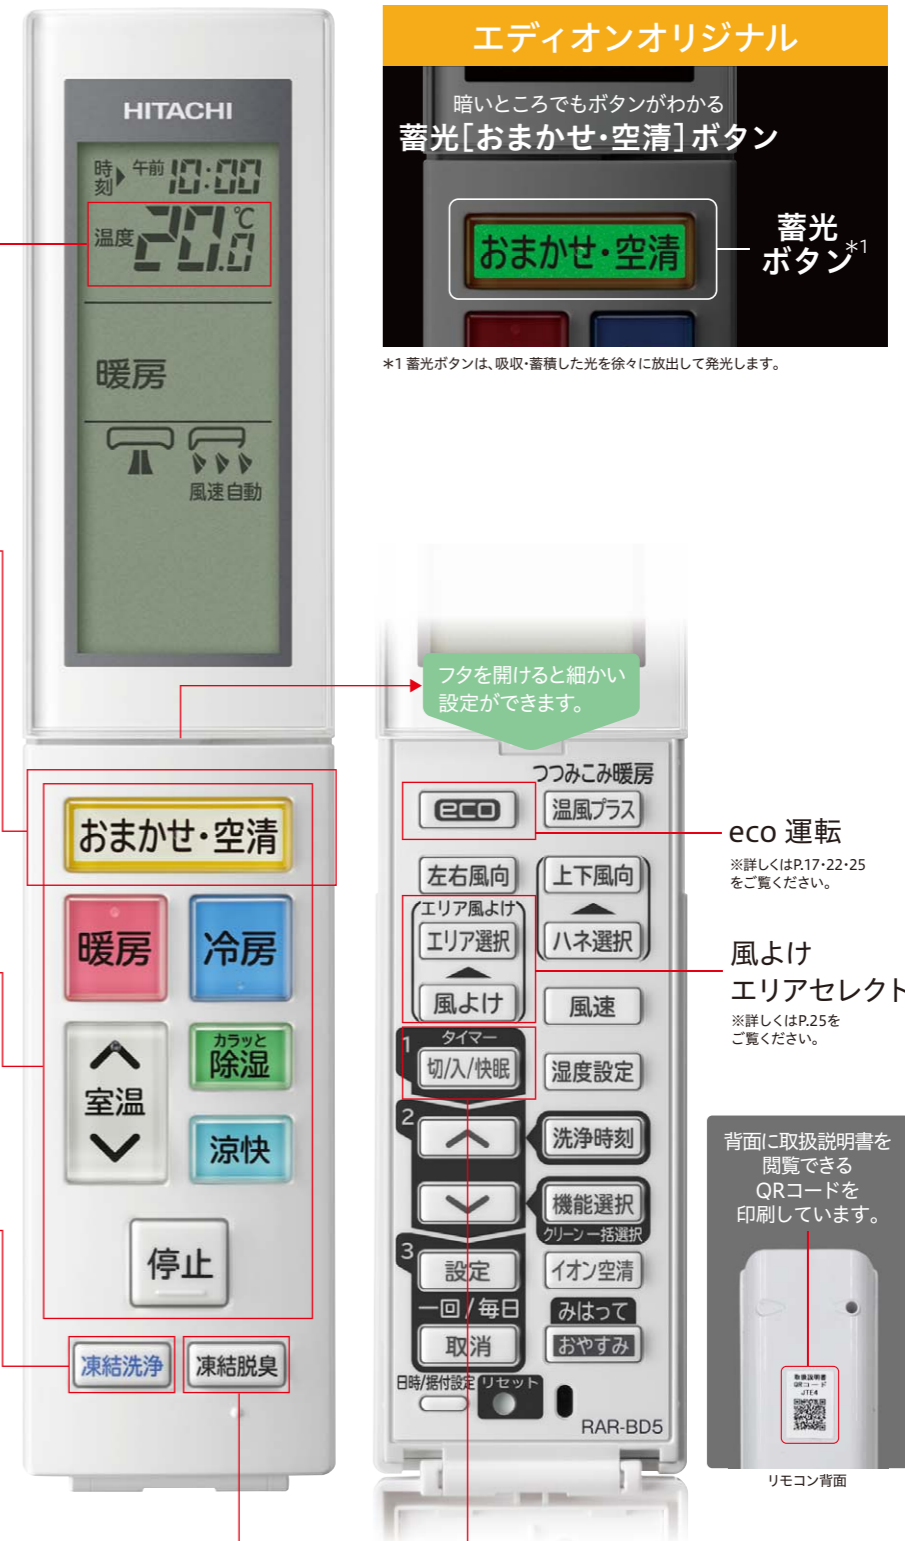 HITACHI
時刻
午前
10:00
温度
20.0
℃
暖房
風速自動
エディオンオリジナル
暗いところでもボタンがわかる
蓄光[おまかせ・空清]ボタン
おまかせ・空清
蓄光
ボタン*1
*1 蓄光ボタンは、吸収・蓄積した光を徐々に放出して発光します。
おまかせ・空清
暖房
冷房
室温
カラッと
除湿
涼快
停止
凍結洗浄
凍結脱臭
フタを開けると細かい
設定ができます。
つつみこみ暖房
eco
温風プラス
左右風向
上下風向
エリア風よけ
エリア選択
ハネ選択
風よけ
風速
1
タイマー
切/入/快眠
湿度設定
2
洗浄時刻
機能選択
クリーン一括選択
3
設定
イオン空清
一回/毎日
みはって
取消
おやすみ
日時/据付設定
リセット
RAR-BD5
eco 運転
※詳しくはP.17・22・25
をご覧ください。
風よけ
エリアセレクト
※詳しくはP.25を
ご覧ください。
背面に取扱説明書を
閲覧できる
QRコードを
印刷しています。
取扱説明書
QRコード
JTE4
リモコン背面